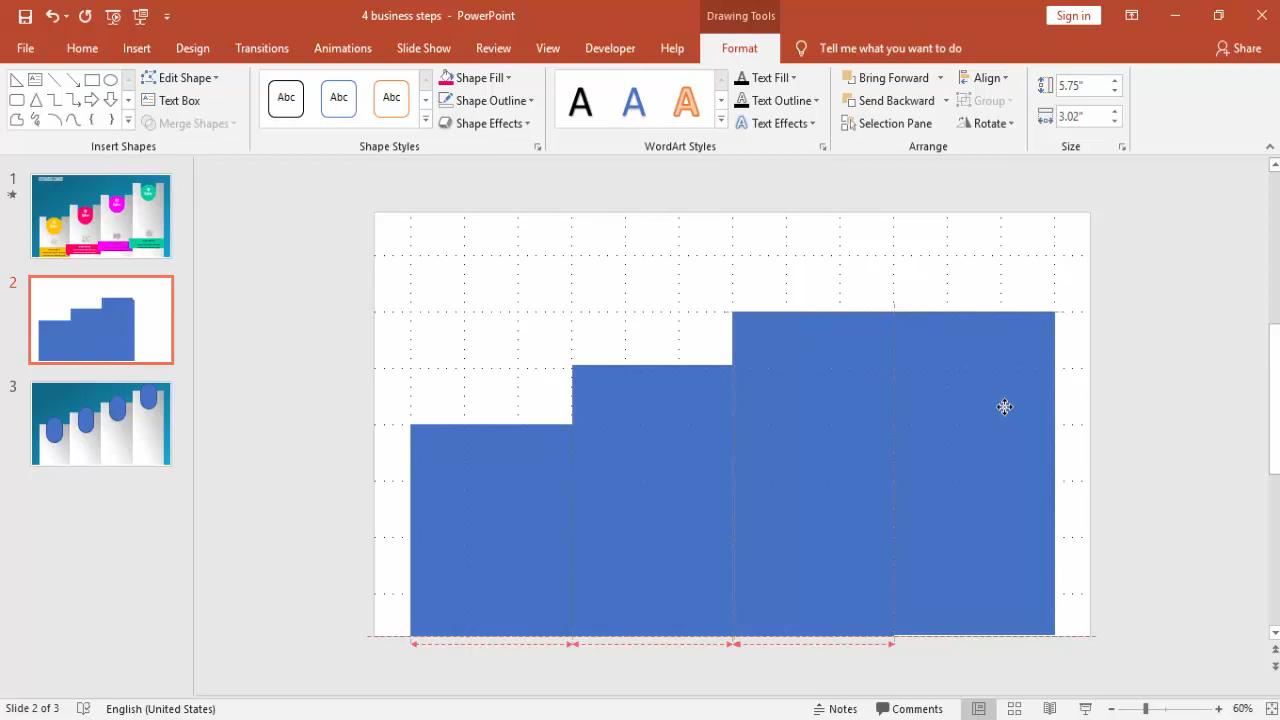 4 business steps - PowerPoint
Drawing Tools
Sign in
File Home Insert Design Transitions Animations Slide Show Review View Developer Help Format Tell me what you want to do Share
Edit Shape
Text Box
Merge Shapes
Insert Shapes
Abc Abc Abc
Shape Fill
Shape Outline
Shape Effects
Shape Styles
A A A
Text Fill
Text Outline
Text Effects
WordArt Styles
Bring Forward
Send Backward
Selection Pane
Align
Group
Rotate
Arrange
5.75"
3.02"
Size
1
2
3
Slide 2 of 3 English (United States) Notes Comments 60%